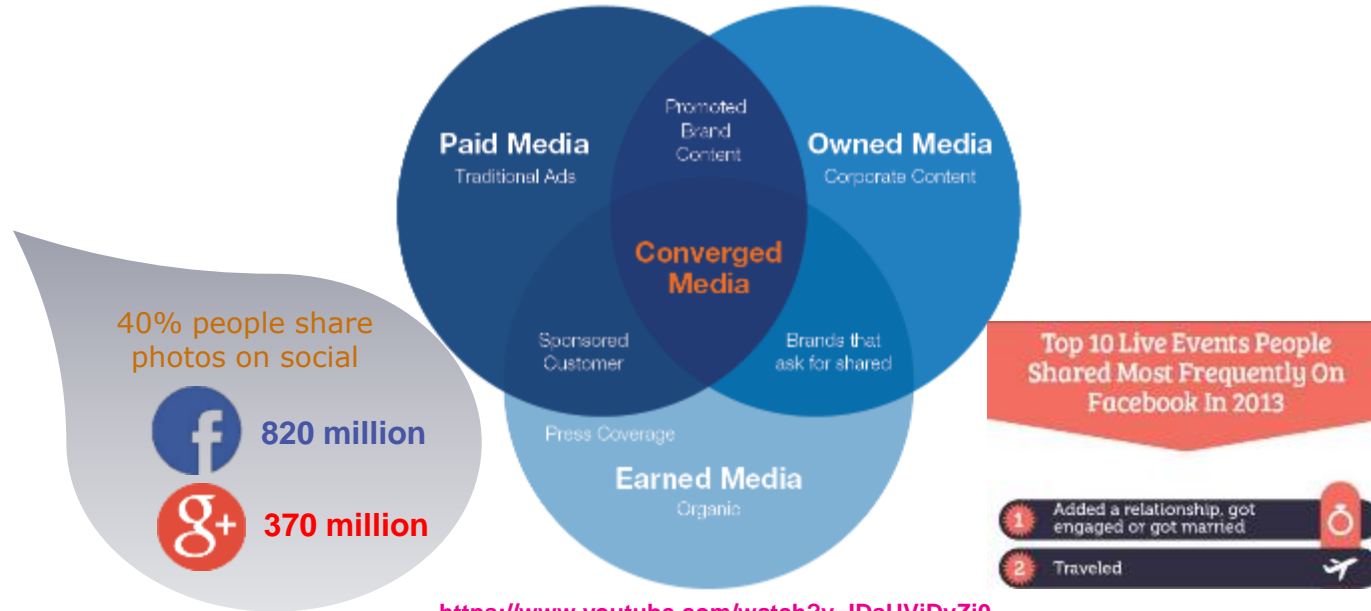 Promoted
Brand
Content
Paid Media
Traditional Ads
Owned Media
Corporate Content
Converged
Media
Sponsored
Customer
Brands that
ask for shared
Press Coverage
Earned Media
Organic
40% people share
photos on social
f
820 million
g+
370 million
Top 10 Live Events People
Shared Most Frequently On
Facebook In 2013
1
Added a relationship, got
engaged or got married
2
Traveled